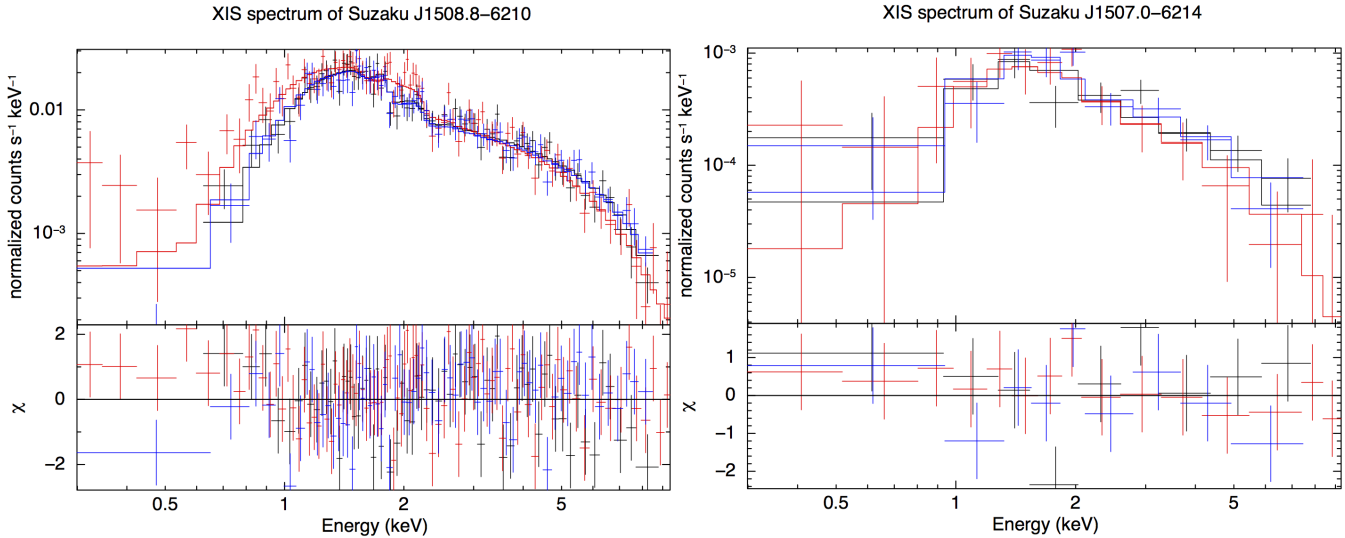 XIS spectrum of Suzaku J1508.8−6210
normalized counts s⁻¹ keV⁻¹
0.01
10⁻³
χ
2
0
−2
0.5
1
2
5
Energy (keV)
XIS spectrum of Suzaku J1507.0−6214
normalized counts s⁻¹ keV⁻¹
10⁻³
10⁻⁴
10⁻⁵
χ
1
0
−1
−2
0.5
1
2
5
Energy (keV)